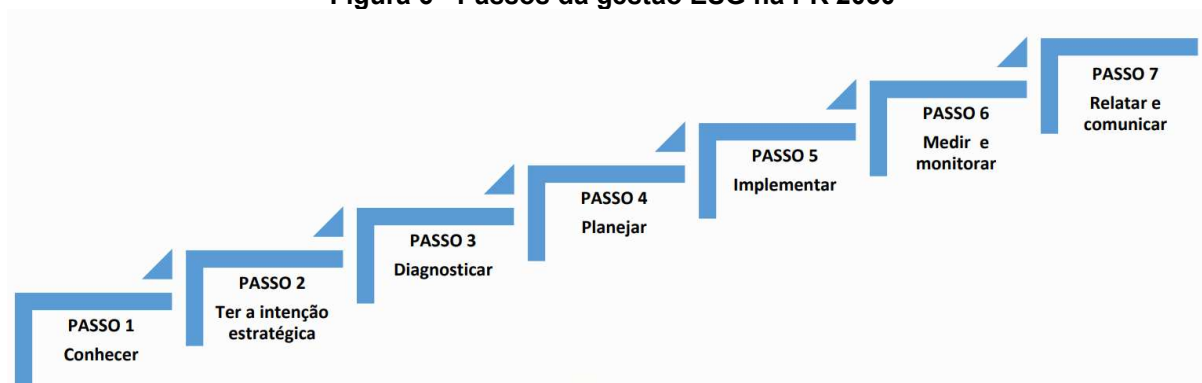 PASSO 1
Conhecer
PASSO 2
Ter a intenção
estratégica
PASSO 3
Diagnosticar
PASSO 4
Planejar
PASSO 5
Implementar
PASSO 6
Medir e
monitorar
PASSO 7
Relatar e
comunicar